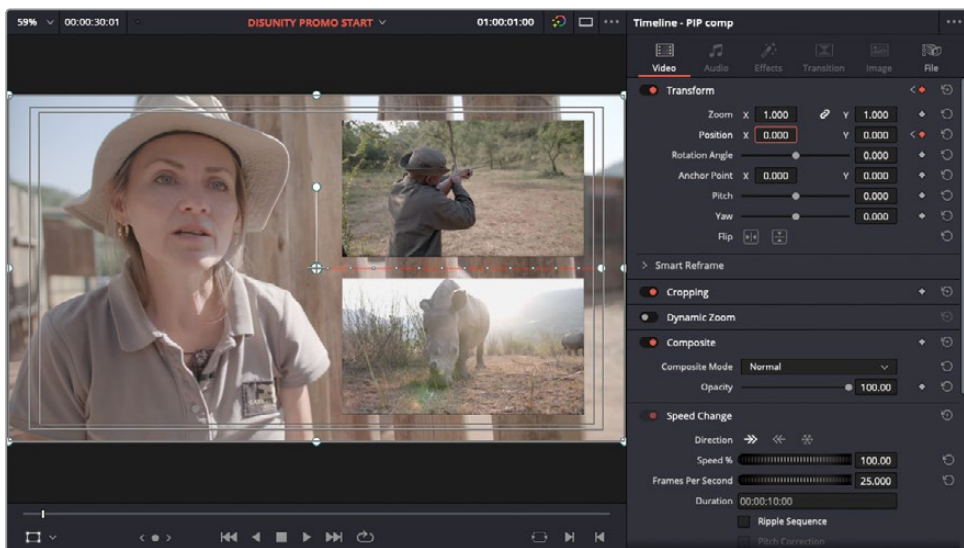 59% 00:00:30:01 DISUNITY PROMO START 01:00:01:00 Timeline - PIP comp
Video Audio Effects Transition Image File
Transform
Zoom X 1.000 Y 1.000
Position X 0.000 Y 0.000
Rotation Angle 0.000
Anchor Point X 0.000 Y 0.000
Pitch 0.000
Yaw 0.000
Flip
Smart Reframe
Cropping
Dynamic Zoom
Composite
Composite Mode Normal
Opacity 100.00
Speed Change
Direction
Speed % 100.00
Frames Per Second 25.000
Duration 00:00:10:00
Ripple Sequence
Pitch Correction